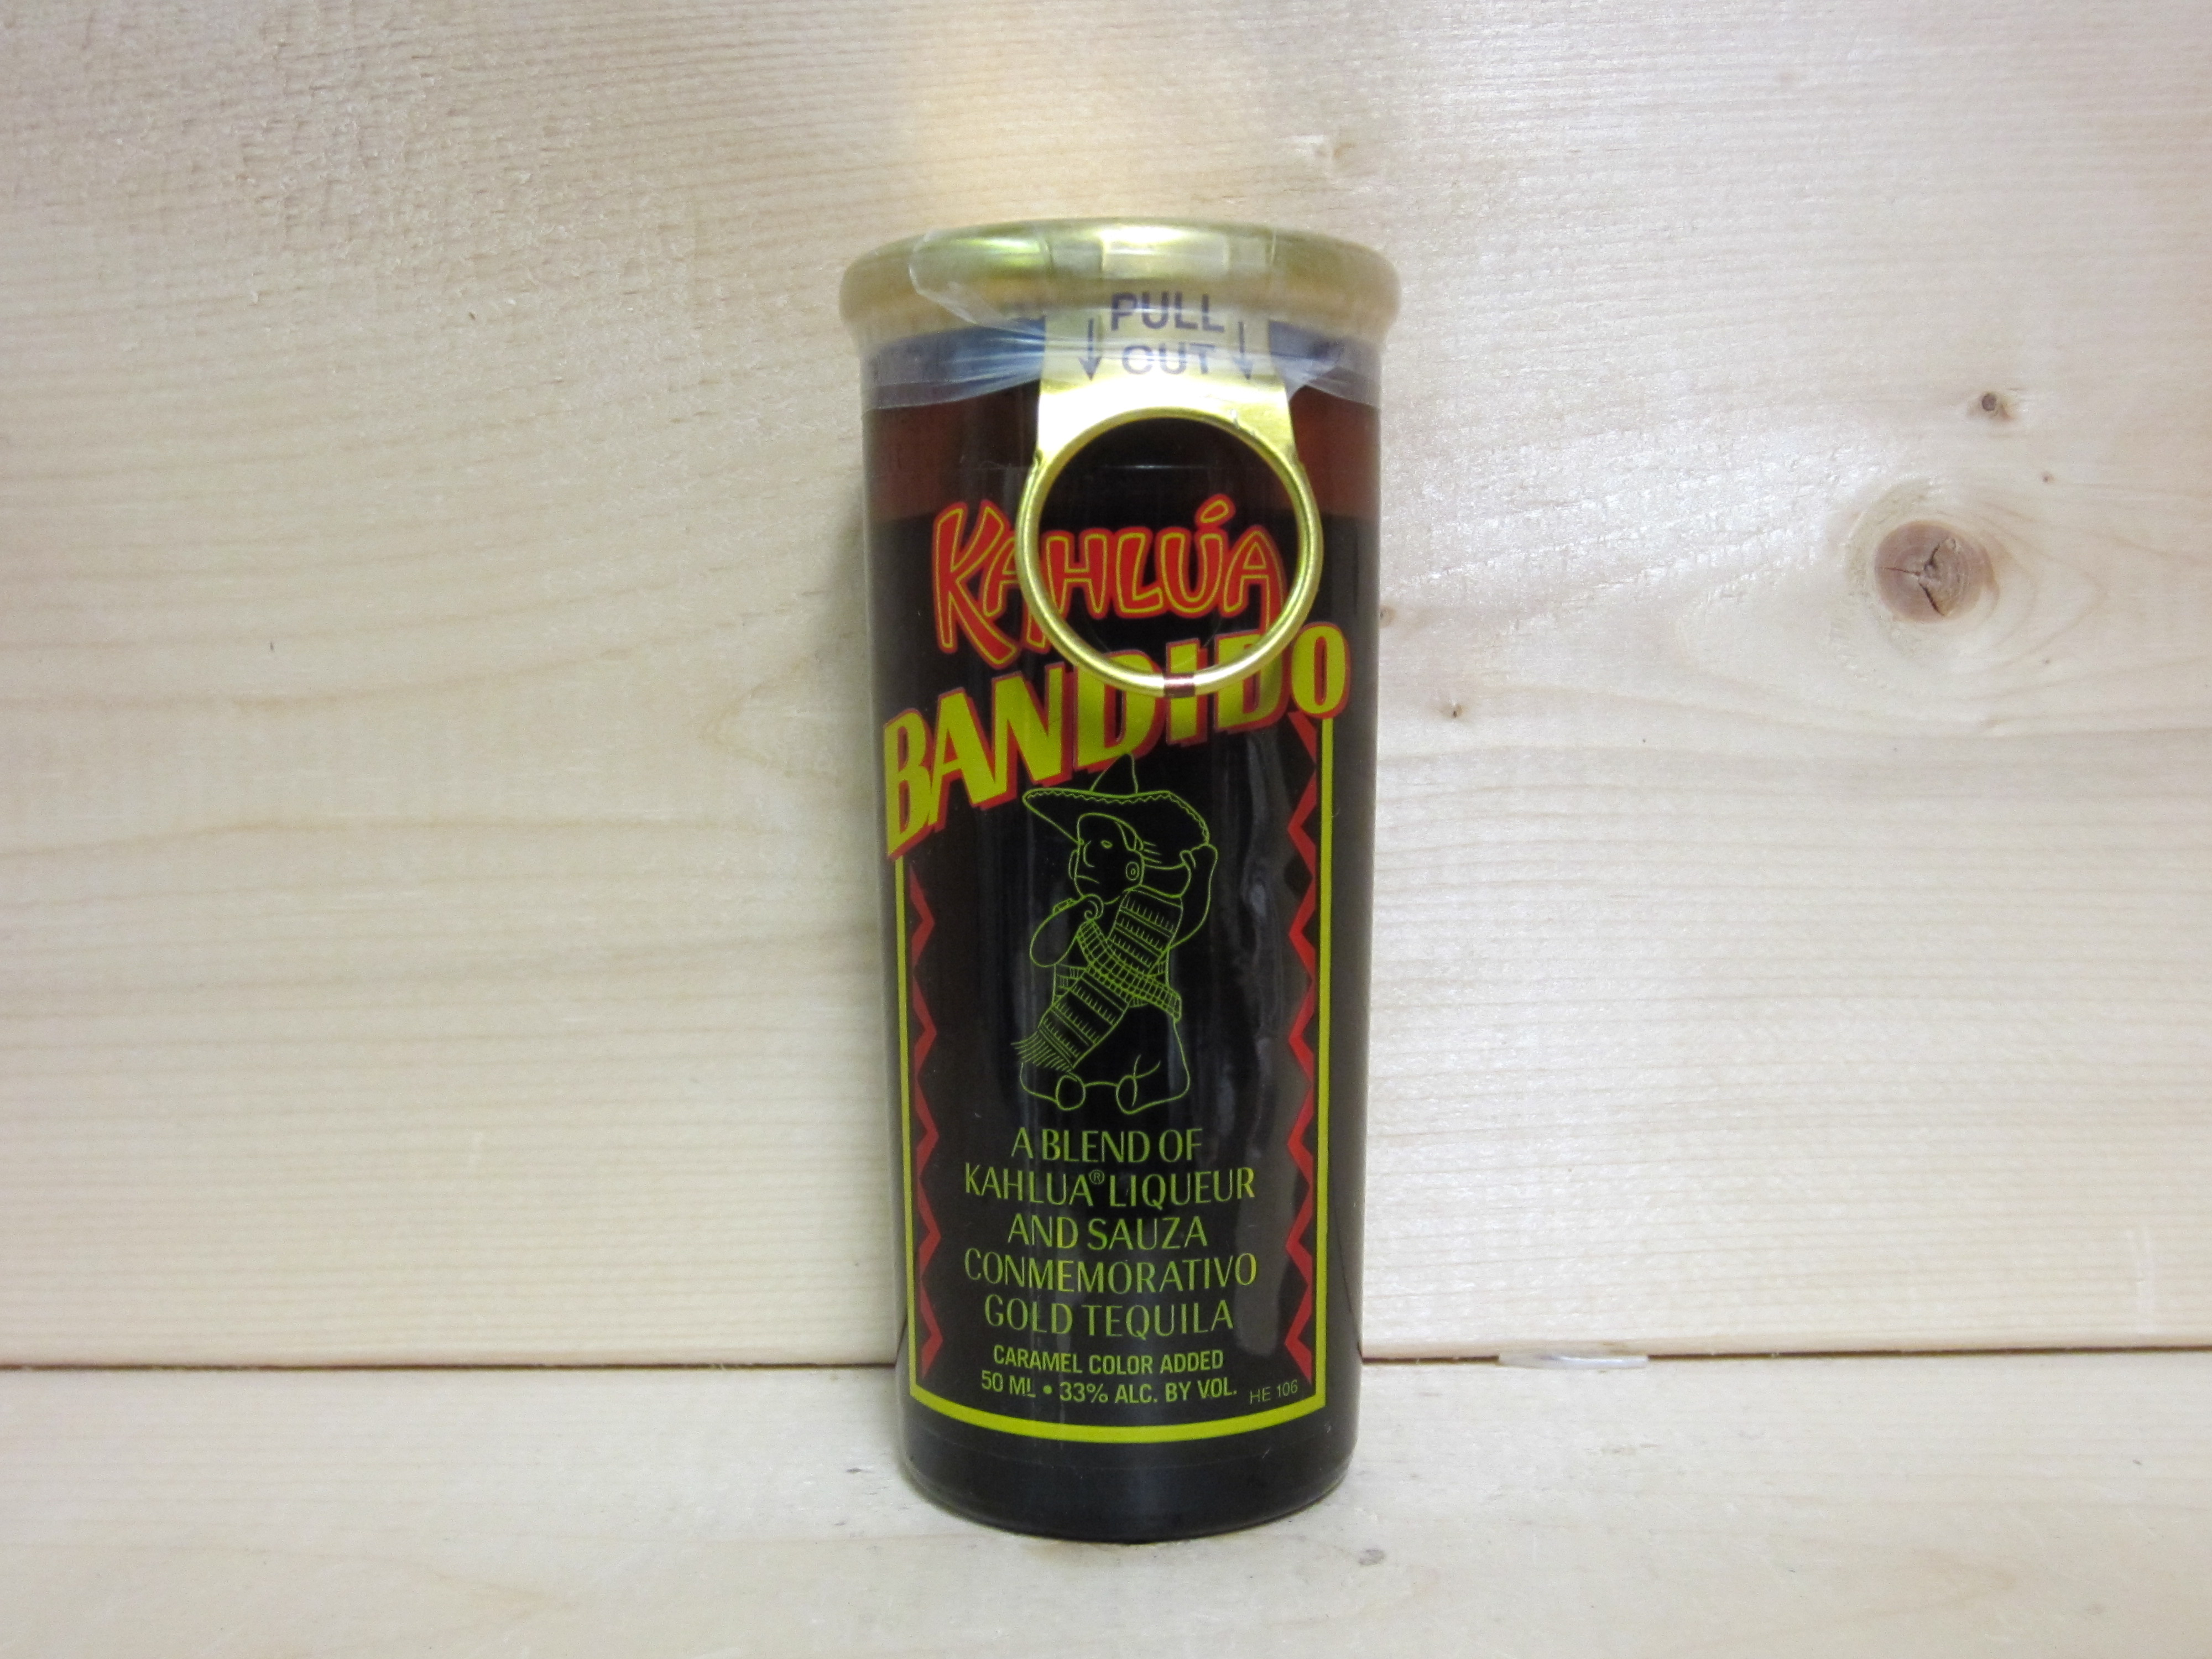 PULL
OUT
KAHLÚA
BANDIDO
A BLEND OF
KAHLUA® LIQUEUR
AND SAUZA
CONMEMORATIVO
GOLD TEQUILA
CARAMEL COLOR ADDED
50 ML • 33% ALC. BY VOL. HE 106